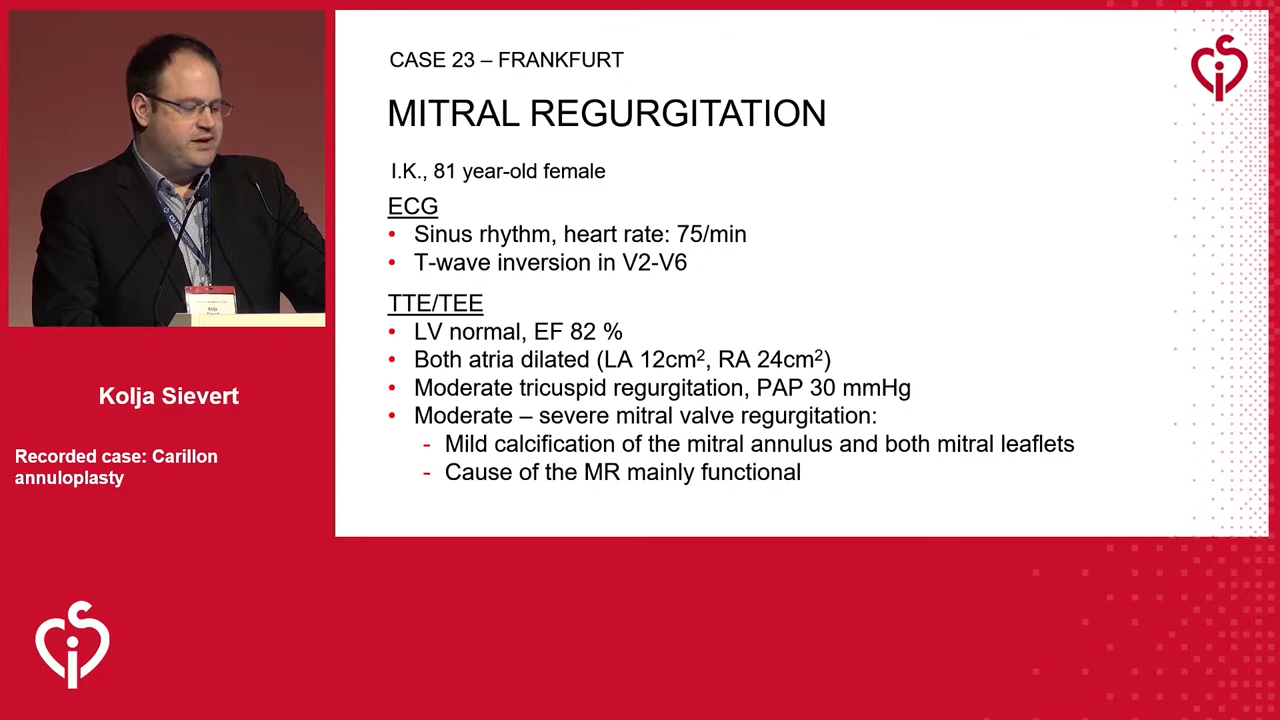 CASE 23 – FRANKFURT
MITRAL REGURGITATION
I.K., 81 year-old female
ECG
• Sinus rhythm, heart rate: 75/min
• T-wave inversion in V2-V6
TTE/TEE
• LV normal, EF 82 %
• Both atria dilated (LA 12cm², RA 24cm²)
• Moderate tricuspid regurgitation, PAP 30 mmHg
• Moderate – severe mitral valve regurgitation:
- Mild calcification of the mitral annulus and both mitral leaflets
- Cause of the MR mainly functional
Kolja
Kolja Sievert
Recorded case: Carillon
annuloplasty